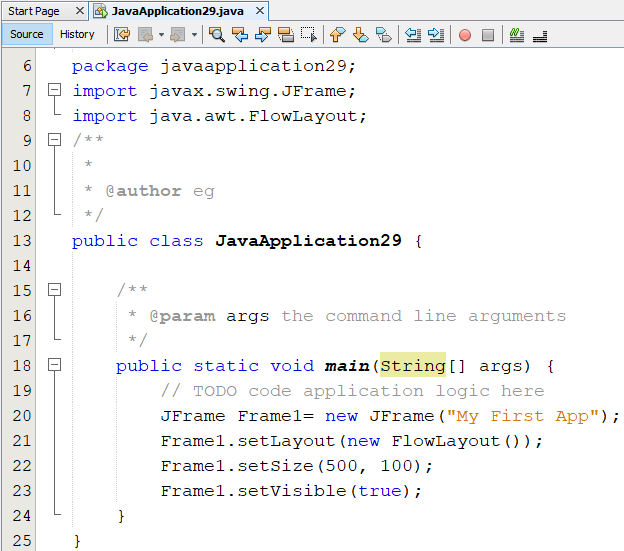 Start Page
JavaApplication29.java
Source History
6 package javaapplication29;
7 import javax.swing.JFrame;
8 import java.awt.FlowLayout;
9 /**
10  *
11  * @author eg
12  */
13 public class JavaApplication29 {
14
15     /**
16      * @param args the command line arguments
17      */
18     public static void main(String[] args) {
19         // TODO code application logic here
20         JFrame Frame1= new JFrame("My First App");
21         Frame1.setLayout(new FlowLayout());
22         Frame1.setSize(500, 100);
23         Frame1.setVisible(true);
24     }
25 }